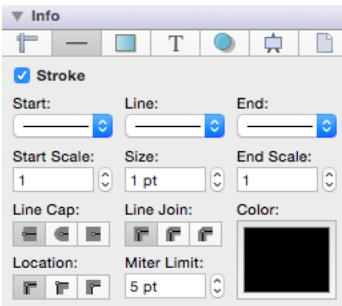 Info
T
Stroke
Start: Line: End:
Start Scale: Size: End Scale:
1 1 pt 1
Line Cap: Line Join: Color:
Location: Miter Limit:
5 pt